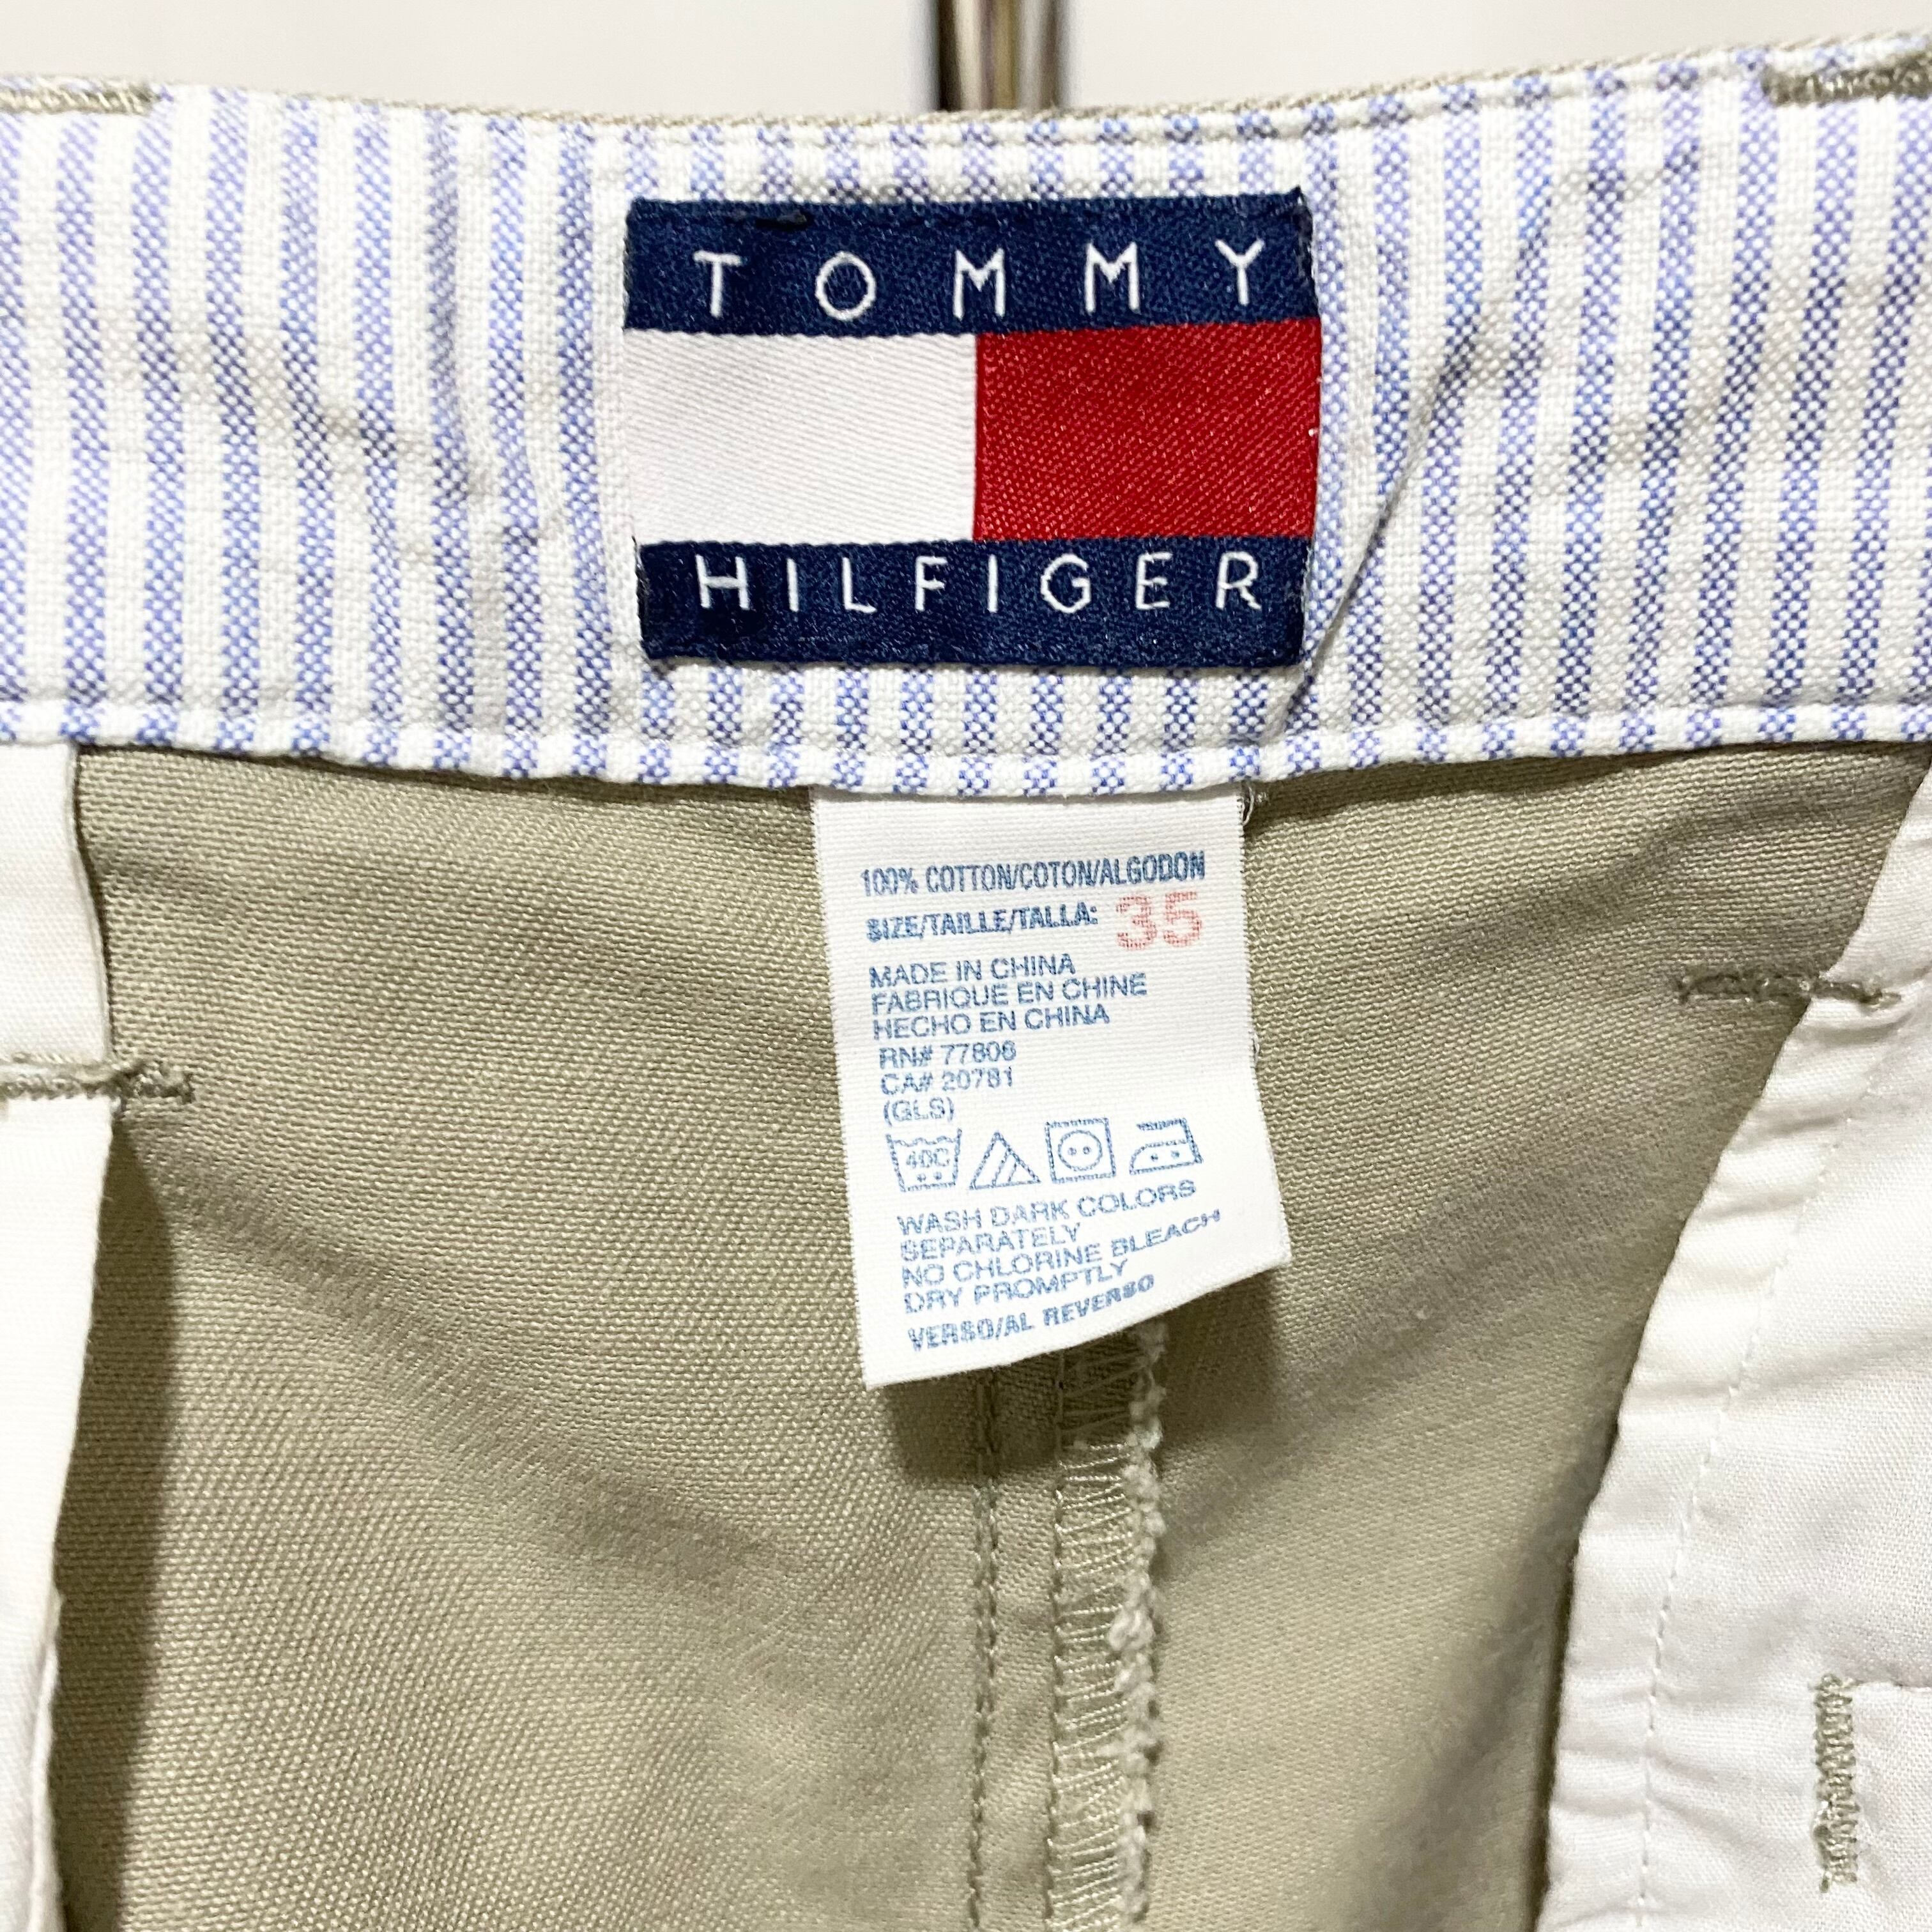 TOMMY
HILFIGER
100% COTTON/COTON/ALGODON
SIZE/TAILLE/TALLA: 35
MADE IN CHINA
FABRIQUE EN CHINE
HECHO EN CHINA
RN# 77806
CA# 20781
(GLS)
40C
WASH DARK COLORS
SEPARATELY
NO CHLORINE BLEACH
DRY PROMPTLY
VERSO/AL REVERSO